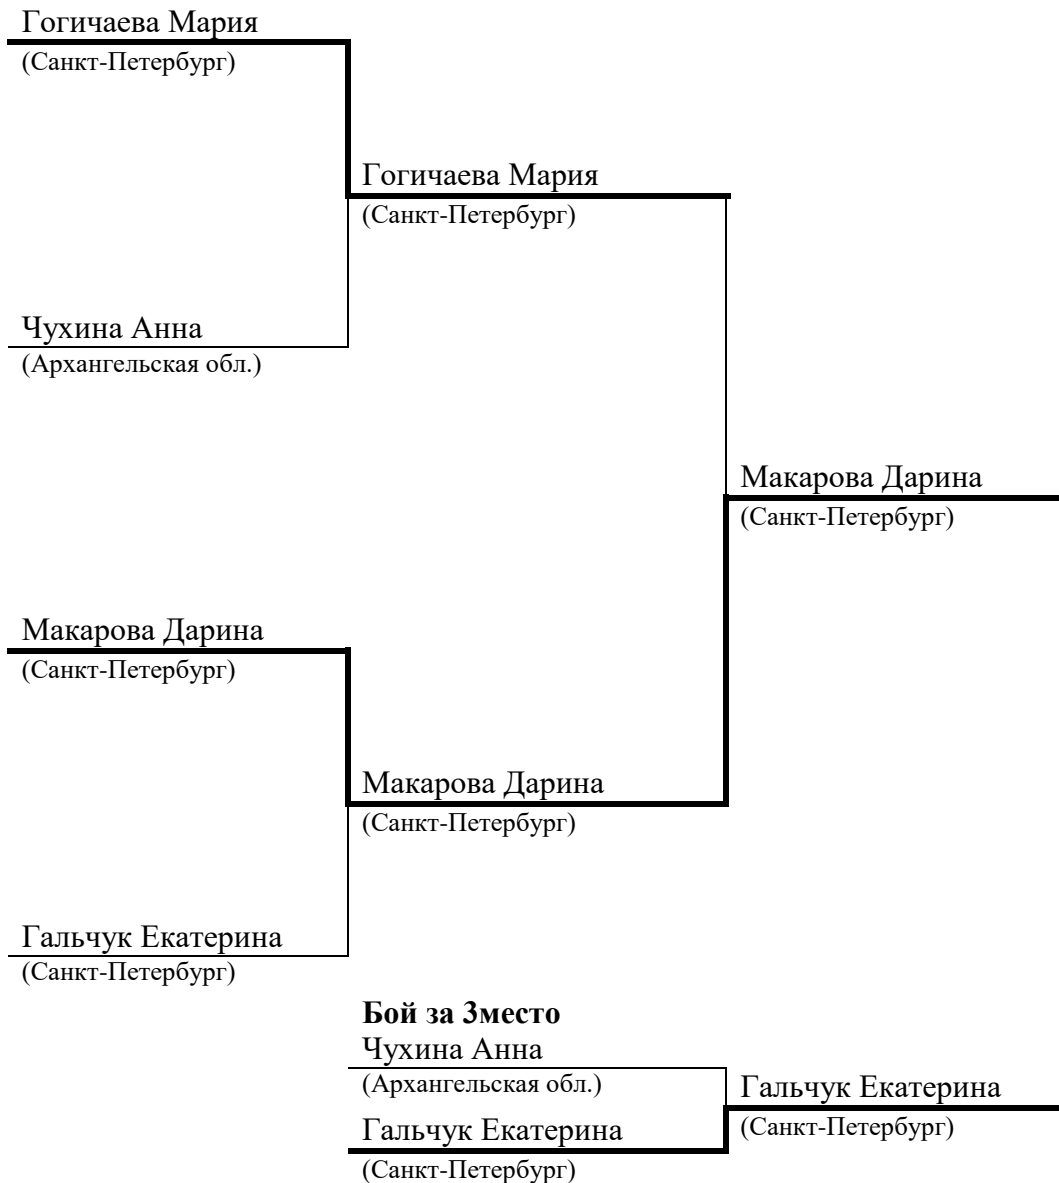 Гогичаева Мария
(Санкт-Петербург)
Гогичаева Мария
(Санкт-Петербург)
Чухина Анна
(Архангельская обл.)
Макарова Дарина
(Санкт-Петербург)
Макарова Дарина
(Санкт-Петербург)
Макарова Дарина
(Санкт-Петербург)
Гальчук Екатерина
(Санкт-Петербург)
Бой за 3место
Чухина Анна
(Архангельская обл.)
Гальчук Екатерина
(Санкт-Петербург)
Гальчук Екатерина
(Санкт-Петербург)